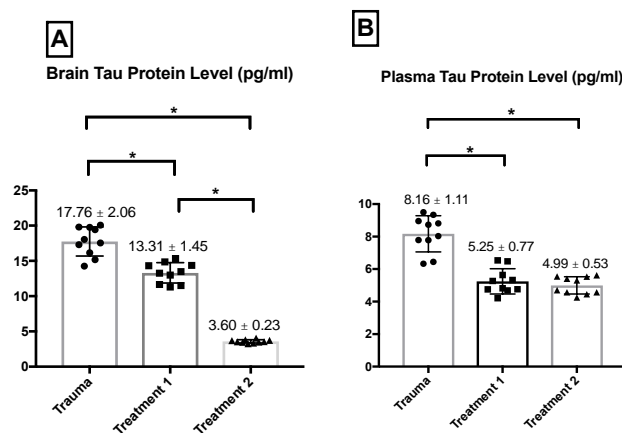 A
Brain Tau Protein Level (pg/ml)
*
*
*
25
20
15
10
5
0
17.76 ± 2.06
13.31 ± 1.45
3.60 ± 0.23
Trauma
Treatment 1
Treatment 2
B
Plasma Tau Protein Level (pg/ml)
*
*
10
8
6
4
2
0
8.16 ± 1.11
5.25 ± 0.77
4.99 ± 0.53
Trauma
Treatment 1
Treatment 2